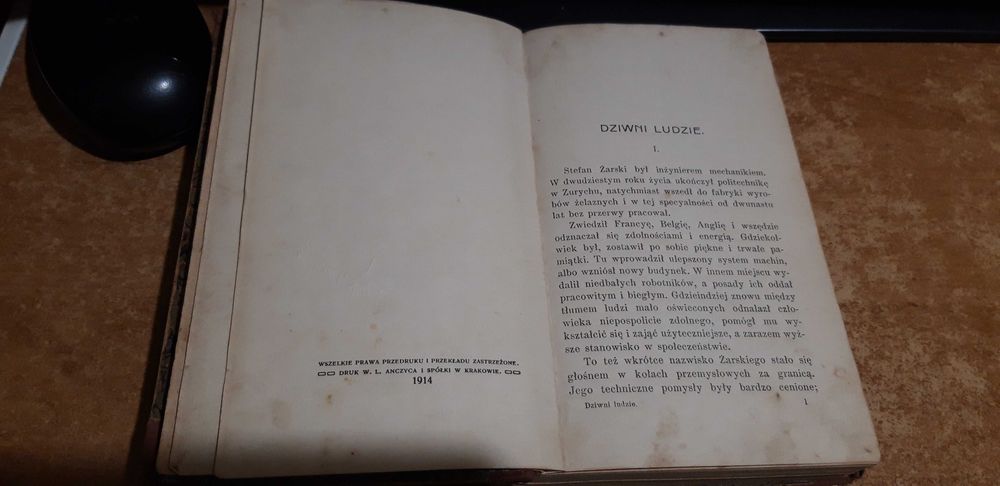 WSZELKIE PRAWA PRZEDRUKU I PRZEKŁADU ZASTRZEŻONE.
DRUK W. L. ANCZYCA I SPÓŁKI W KRAKOWIE.
1914
DZIWNI LUDZIE.
I.
Stefan Żarski był inżynierem mechanikiem.
W dwudziestym roku życia ukończył politechnikę
w Zurychu, natychmiast wszedł do fabryki wyro-
bów żelaznych i w tej specyalności od dwunastu
lat bez przerwy pracował.
Zwiedził Francyę, Belgię, Anglię i wszędzie
odznaczał się zdolnościami i energią. Gdziekol-
wiek był, zostawił po sobie piękne i trwałe pa-
miątki. Tu wprowadził ulepszony system machin,
albo wzniósł nowy budynek. W innem miejscu wy-
dalił niedbałych robotników, a posady ich oddał
pracowitym i biegłym. Gdzieindziej znowu między
tłumem ludzi mało oświeconych odnalazł czło-
wieka niepospolicie zdolnego, pomógł mu wy-
kształcić się i zająć użyteczniejsze, a zarazem wyż-
sze stanowisko w społeczeństwie.
To też wkrótce nazwisko Żarskiego stało się
głośnem w kołach przemysłowych za granicą.
Jego techniczne pomysły były bardzo cenione;
Dziwni ludzie.
1